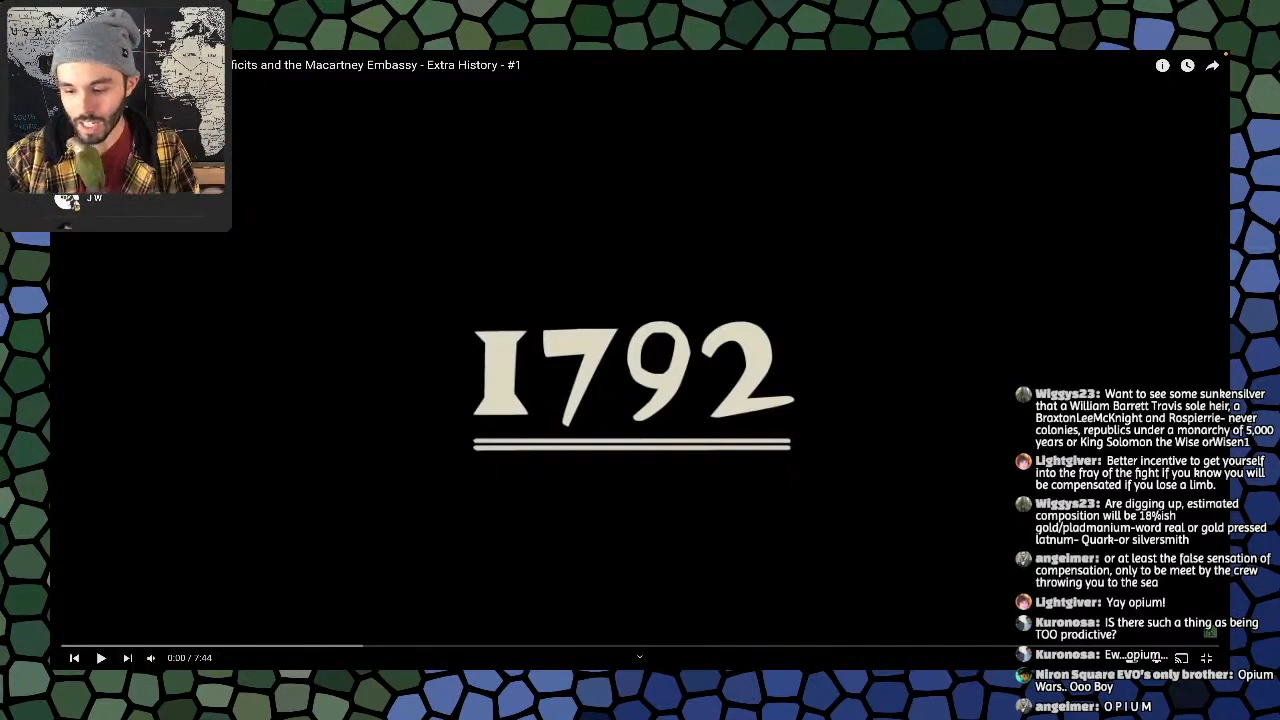 USA
SOUTH
J W
ficits and the Macartney Embassy - Extra History - #1
1792
0:00 / 7:44
Wiggys23: Want to see some sunkensilver
that a William Barrett Travis sole heir, a
BraxtonLeeMcKnight and Rospierrie- never
colonies, republics under a monarchy of 5,000
years or King Solomon the Wise orWisen1
Lightgiver: Better incentive to get yourself
into the fray of the fight if you know you will
be compensated if you lose a limb.
Wiggys23: Are digging up, estimated
composition will be 18%ish
gold/pladmanium-word real or gold pressed
latnum- Quark-or silversmith
angelmer: or at least the false sensation of
compensation, only to be meet by the crew
throwing you to the sea
Lightgiver: Yay opium!
Kuronosa: IS there such a thing as being
TOO prodictive?
Kuronosa: Ew...opium...
Niron Square EVO's only brother: Opium
Wars.. Ooo Boy
angelmer: O P I U M